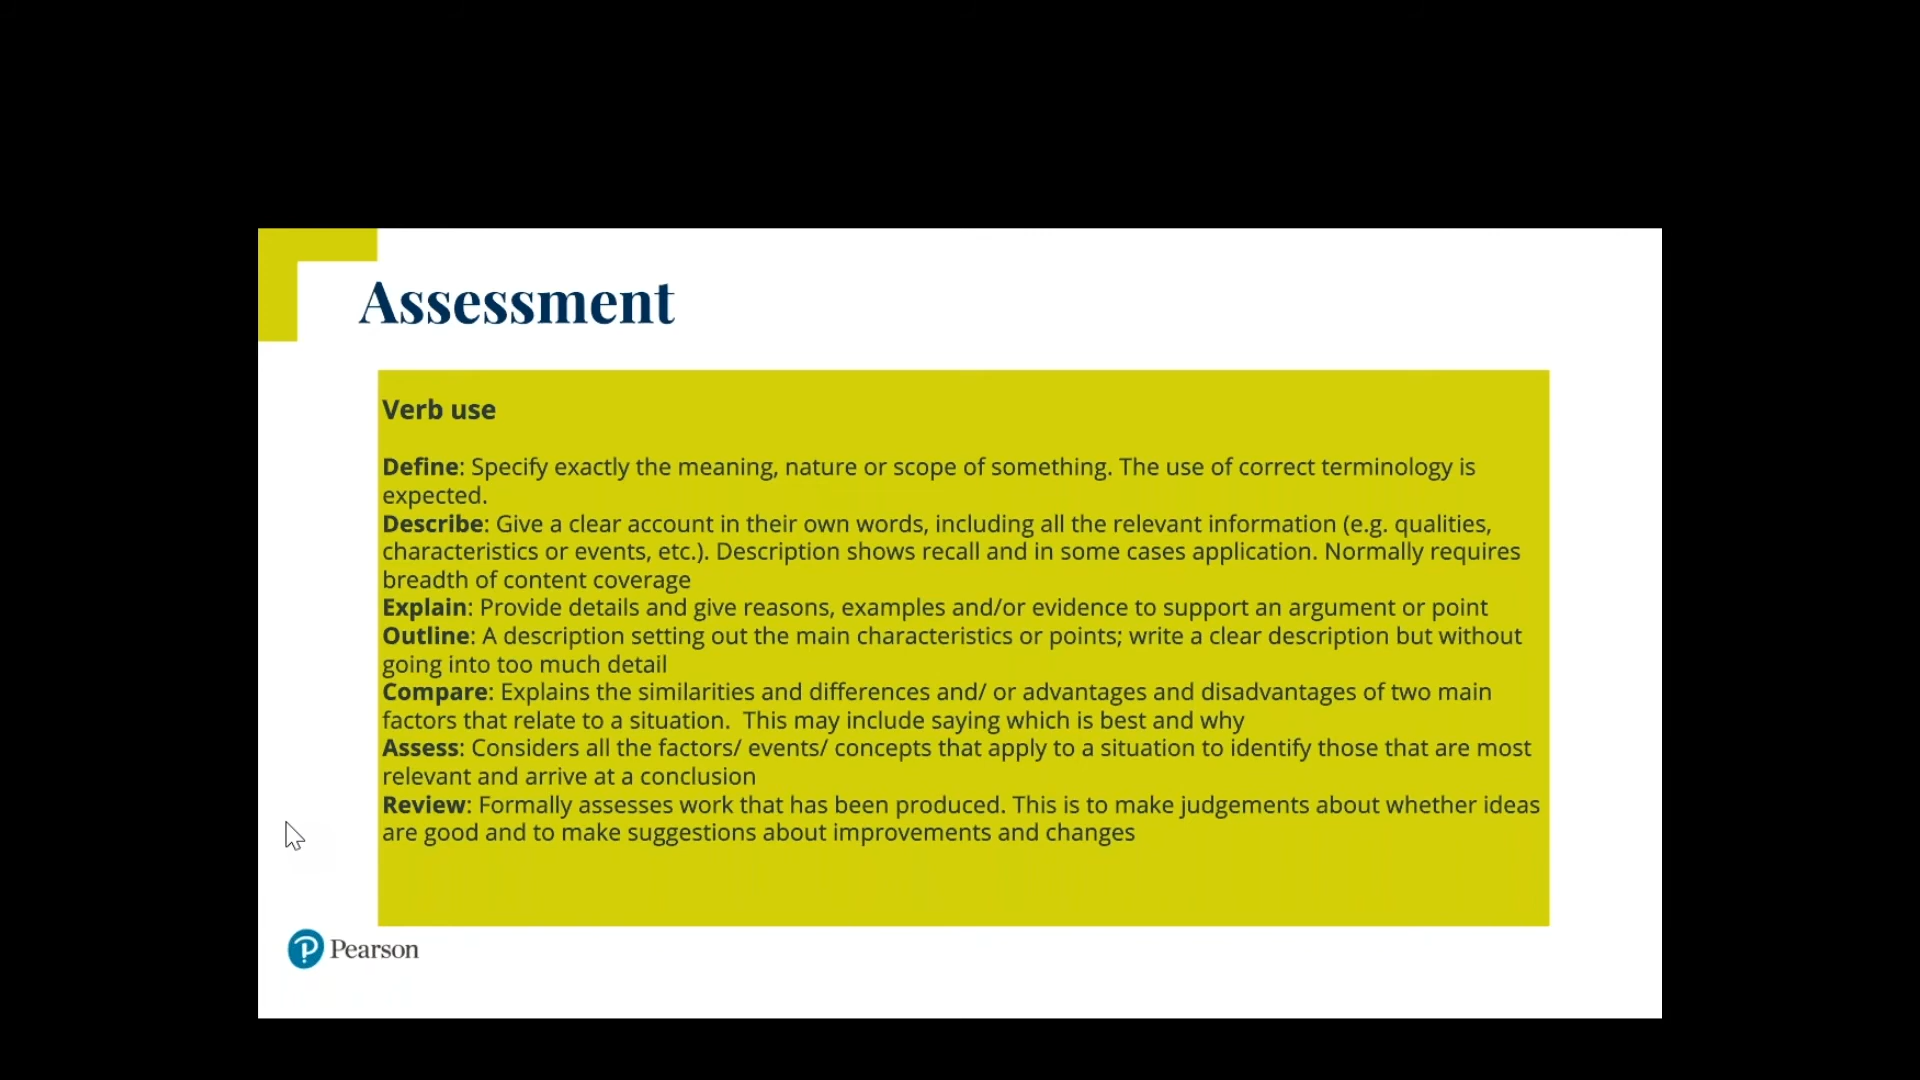 Assessment
Verb use
Define: Specify exactly the meaning, nature or scope of something. The use of correct terminology is
expected.
Describe: Give a clear account in their own words, including all the relevant information (e.g. qualities,
characteristics or events, etc.). Description shows recall and in some cases application. Normally requires
breadth of content coverage
Explain: Provide details and give reasons, examples and/or evidence to support an argument or point
Outline: A description setting out the main characteristics or points; write a clear description but without
going into too much detail
Compare: Explains the similarities and differences and/ or advantages and disadvantages of two main
factors that relate to a situation.  This may include saying which is best and why
Assess: Considers all the factors/ events/ concepts that apply to a situation to identify those that are most
relevant and arrive at a conclusion
Review: Formally assesses work that has been produced. This is to make judgements about whether ideas
are good and to make suggestions about improvements and changes
Pearson